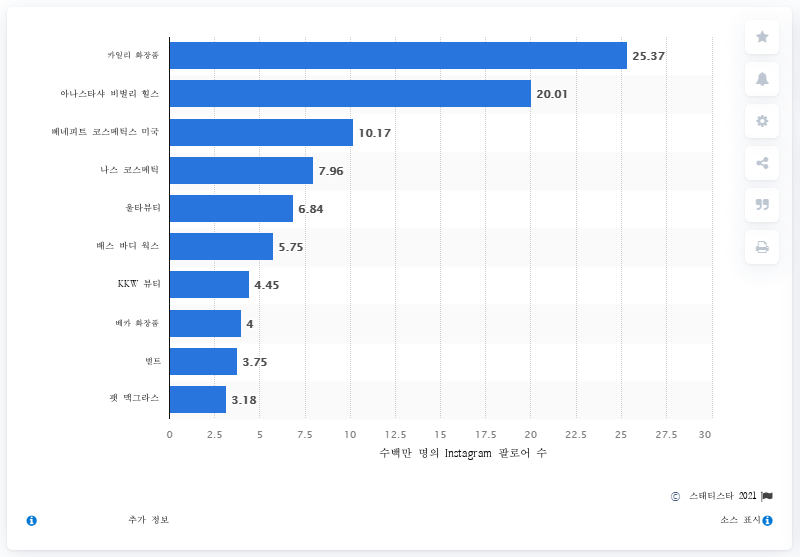 카일리 화장품 25.37
아나스타샤 비벌리 힐스 20.01
베네피트 코스메틱스 미국 10.17
나스 코스메틱 7.96
울타뷰티 6.84
배스 바디 웍스 5.75
KKW 뷰티 4.45
베카 화장품 4
벨트 3.75
팻 맥그라스 3.18
0 2.5 5 7.5 10 12.5 15 17.5 20 22.5 25 27.5 30
수백만 명의 Instagram 팔로어 수
© 스태티스타 2021
추가 정보 소스 표시